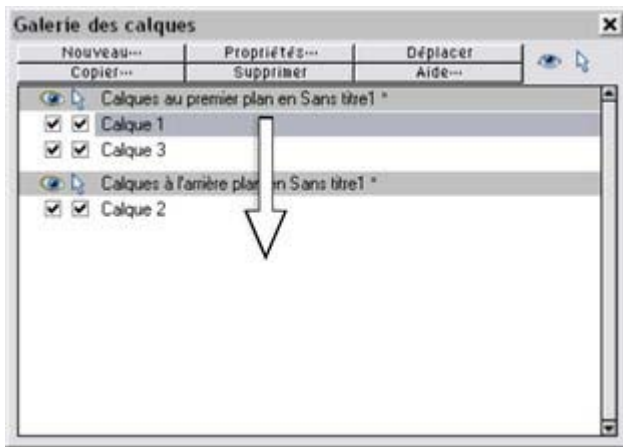 Galerie des calques
Nouveau... Propriétés... Déplacer
Copier... Supprimer Aide...
Calques au premier plan en Sans titre1 *
Calque 1
Calque 3
Calques à l'arrière plan en Sans titre1 *
Calque 2